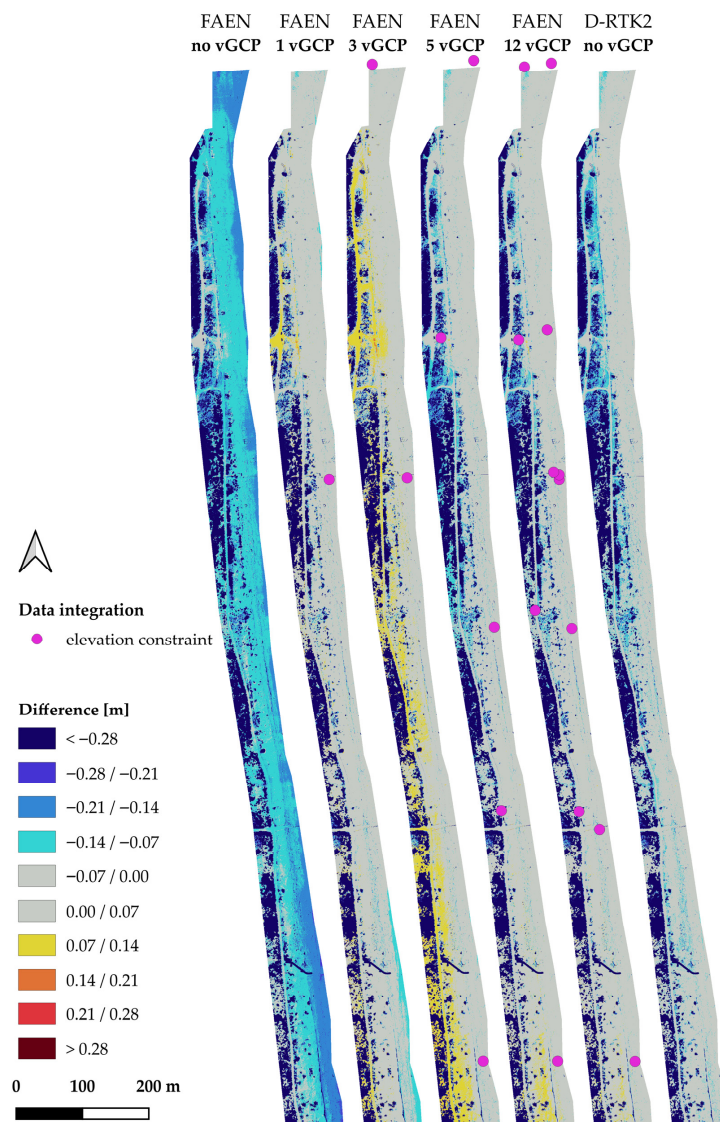 FAEN FAEN FAEN FAEN FAEN D-RTK2
no vGCP 1 vGCP 3 vGCP 5 vGCP 12 vGCP no vGCP
Data integration
elevation constraint
Difference [m]
< −0.28
−0.28 / −0.21
−0.21 / −0.14
−0.14 / −0.07
−0.07 / 0.00
0.00 / 0.07
0.07 / 0.14
0.14 / 0.21
0.21 / 0.28
> 0.28
0 100 200 m